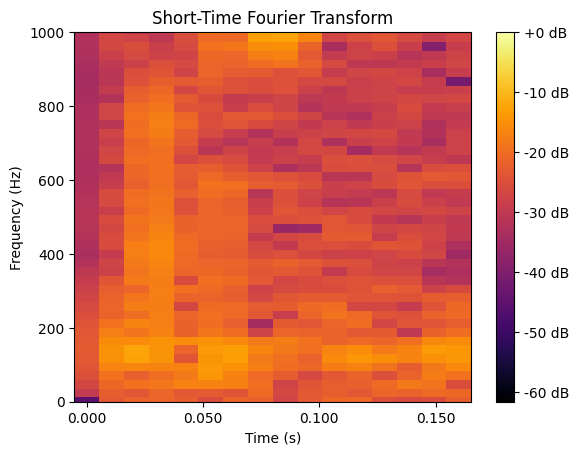 Short-Time Fourier Transform
Frequency (Hz)
1000
800
600
400
200
0
0.000
0.050
0.100
0.150
Time (s)
+0 dB
-10 dB
-20 dB
-30 dB
-40 dB
-50 dB
-60 dB